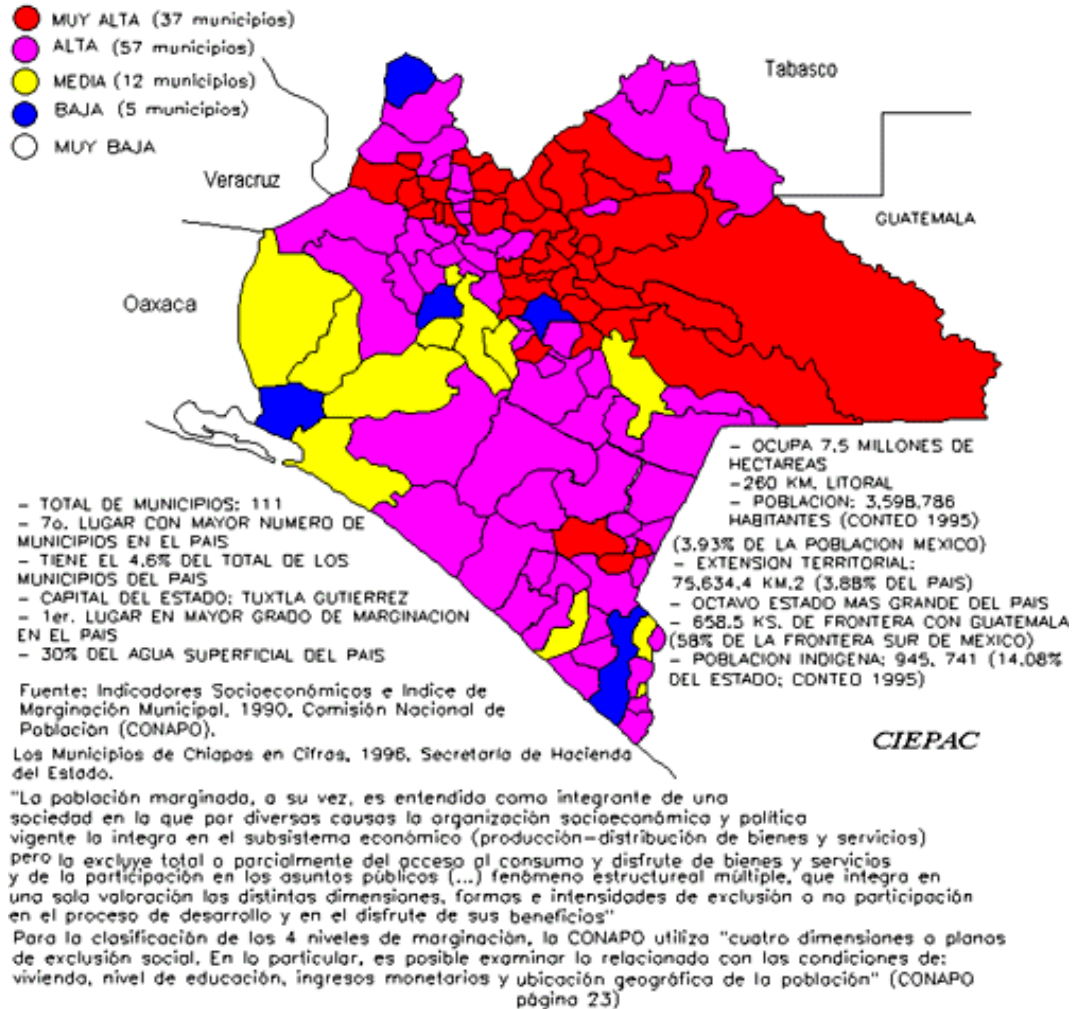 MUY ALTA (37 municipios)
ALTA (57 municipios)
MEDIA (12 municipios)
BAJA (5 municipios)
MUY BAJA
Tabasco
Veracruz
GUATEMALA
Oaxaca
- OCUPA 7.5 MILLONES DE
HECTAREAS
-260 KM. LITORAL
- POBLACION: 3,598,786
HABITANTES (CONTEO 1995)
(3.93% DE LA POBLACION MEXICO)
- EXTENSION TERRITORIAL:
75,634.4 KM.2 (3.88% DEL PAIS)
- OCTAVO ESTADO MAS GRANDE DEL PAIS
- 658.5 KS. DE FRONTERA CON GUATEMALA
(58% DE LA FRONTERA SUR DE MEXICO)
- POBLACION INDIGENA: 945, 741 (14.08%
DEL ESTADO; CONTEO 1995)
- TOTAL DE MUNICIPIOS: 111
- 7o. LUGAR CON MAYOR NUMERO DE
MUNICIPIOS EN EL PAIS
- TIENE EL 4.6% DEL TOTAL DE LOS
MUNICIPIOS DEL PAIS
- CAPITAL DEL ESTADO: TUXTLA GUTIERREZ
- 1er. LUGAR EN MAYOR GRADO DE MARGINACION
EN EL PAIS
- 30% DEL AGUA SUPERFICIAL DEL PAIS
Fuente: Indicadores Socioeconómicos e Indice de
Marginación Municipal, 1990, Comisión Nacional de
Población (CONAPO).
CIEPAC
Los Municipios de Chiapas en Cifras, 1996, Secretaría de Hacienda
del Estado.
"La población marginada, a su vez, es entendida como integrante de una
sociedad en la que por diversas causas la organización socioeconómica y política
vigente la integra en el subsistema económico (producción-distribución de bienes y servicios)
pero la excluye total o parcialmente del acceso al consumo y disfrute de bienes y servicios
y de la participación en los asuntos públicos (...) fenómeno estructureal múltiple, que integra en
una sola valoración las distintas dimensiones, formas e intensidades de exclusión o no participación
en el proceso de desarrollo y en el disfrute de sus beneficios"
Para la clasificación de los 4 niveles de marginación, la CONAPO utiliza "cuatro dimensiones o planos
de exclusión social. En lo particular, es posible examinar lo relacionado con las condiciones de:
vivienda, nivel de educación, ingresos monetarios y ubicación geográfica de la población" (CONAPO
página 23)